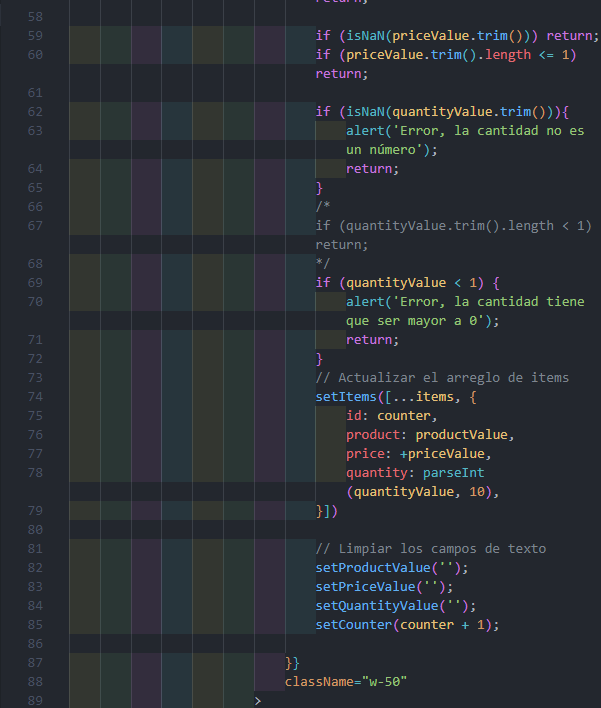 return;
58
59 if (isNaN(priceValue.trim())) return;
60 if (priceValue.trim().length <= 1)
return;
61
62 if (isNaN(quantityValue.trim())){
63 alert('Error, la cantidad no es
un número');
64 return;
65 }
66 /*
67 if (quantityValue.trim().length < 1)
return;
68 */
69 if (quantityValue < 1) {
70 alert('Error, la cantidad tiene
que ser mayor a 0');
71 return;
72 }
73 // Actualizar el arreglo de items
74 setItems([...items, {
75 id: counter,
76 product: productValue,
77 price: +priceValue,
78 quantity: parseInt
(quantityValue, 10),
79 }])
80
81 // Limpiar los campos de texto
82 setProductValue('');
83 setPriceValue('');
84 setQuantityValue('');
85 setCounter(counter + 1);
86
87 }}
88 className="w-50"
89 >